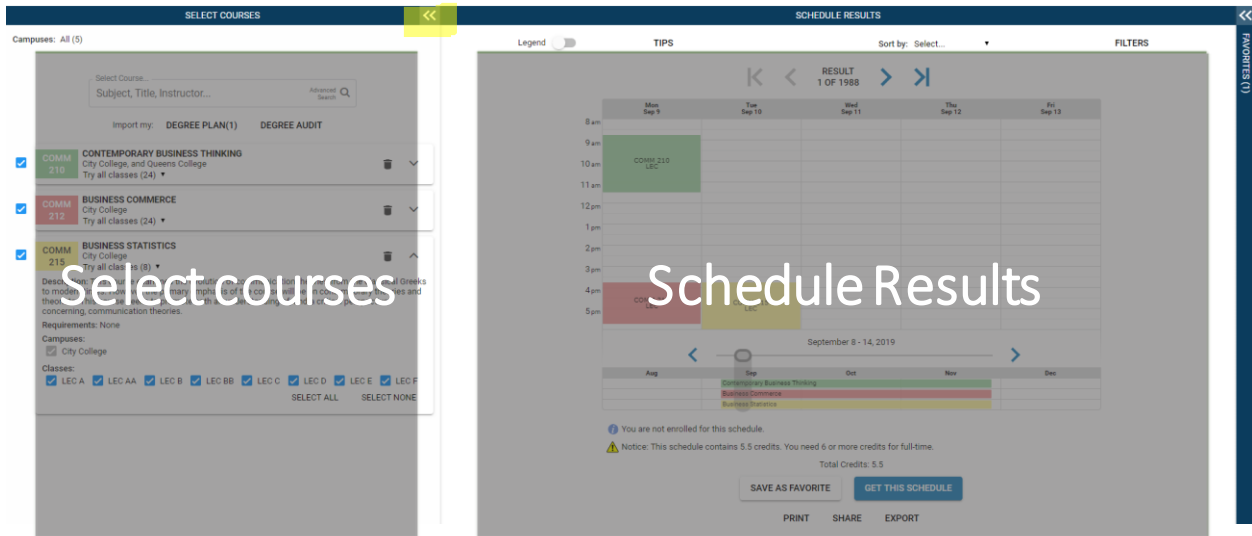 SELECT COURSES
Campuses: All (5)
Select Course...
Subject, Title, Instructor...
Advanced Search
Import my: DEGREE PLAN(1) DEGREE AUDIT
COMM 210
CONTEMPORARY BUSINESS THINKING
City College, and Queens College
Try all classes (24)
COMM 212
BUSINESS COMMERCE
City College
Try all classes (24)
COMM 215
BUSINESS STATISTICS
City College
Try all classes (8)
Select courses
Description:
to modern
concerning, communication theories.
Requirements: None
Campuses:
City College
Classes:
LEC A LEC AA LEC B LEC BB LEC C LEC D LEC E LEC F
SELECT ALL SELECT NONE
SCHEDULE RESULTS
Legend TIPS Sort by: Select... FILTERS
RESULT
1 OF 1988
Mon Tue Wed Thu Fri
Sep 9 Sep 10 Sep 11 Sep 12 Sep 13
8 am
9 am
10 am
COMM 210
LEC
11 am
12 pm
1 pm
2 pm
3 pm
Schedule Results
4 pm
LEC
5 pm
September 8 - 14, 2019
Aug Sep Oct Nov Dec
Contemporary Business Thinking
Business Commerce
Business Statistics
You are not enrolled for this schedule.
Notice: This schedule contains 5.5 credits. You need 6 or more credits for full-time.
Total Credits: 5.5
SAVE AS FAVORITE GET THIS SCHEDULE
PRINT SHARE EXPORT
FAVORITES (1)